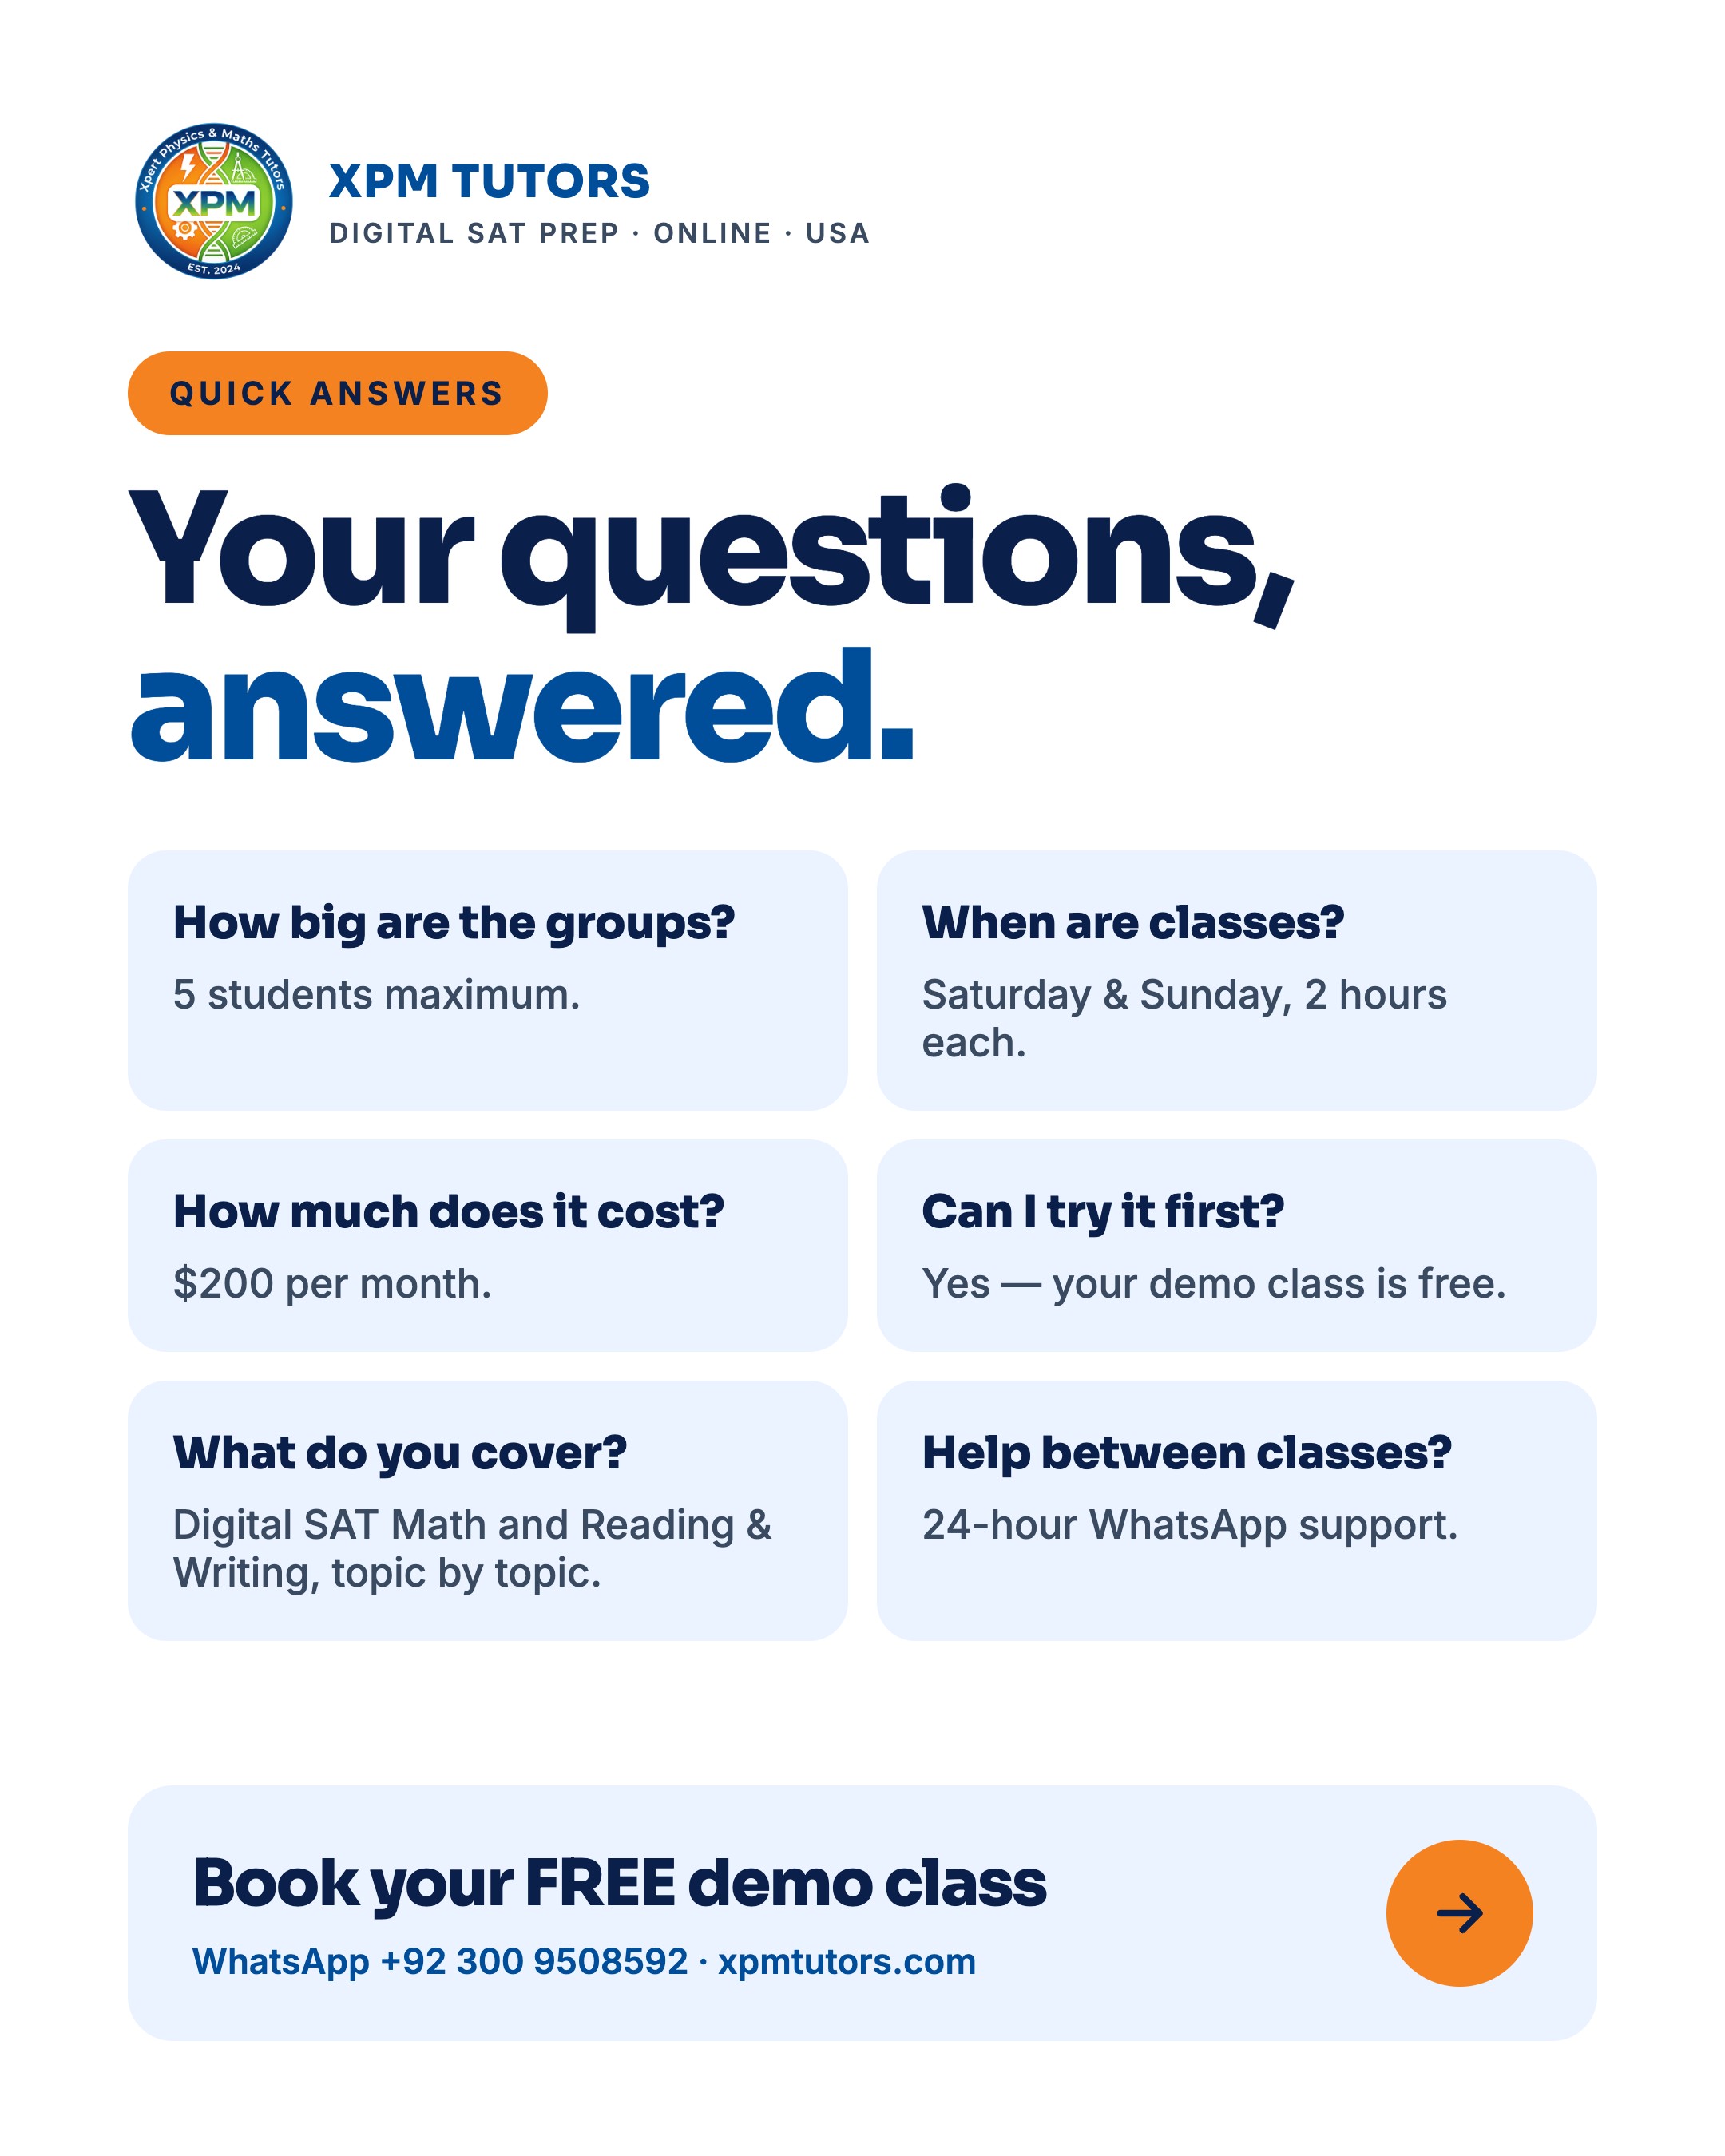 Xpert Physics & Maths Tutors
XPM
EST. 2024
XPM TUTORS
DIGITAL SAT PREP · ONLINE · USA
QUICK ANSWERS
Your questions,
answered.
How big are the groups?
5 students maximum.
When are classes?
Saturday & Sunday, 2 hours
each.
How much does it cost?
$200 per month.
Can I try it first?
Yes — your demo class is free.
What do you cover?
Digital SAT Math and Reading &
Writing, topic by topic.
Help between classes?
24-hour WhatsApp support.
Book your FREE demo class
WhatsApp +92 300 9508592 · xpmtutors.com